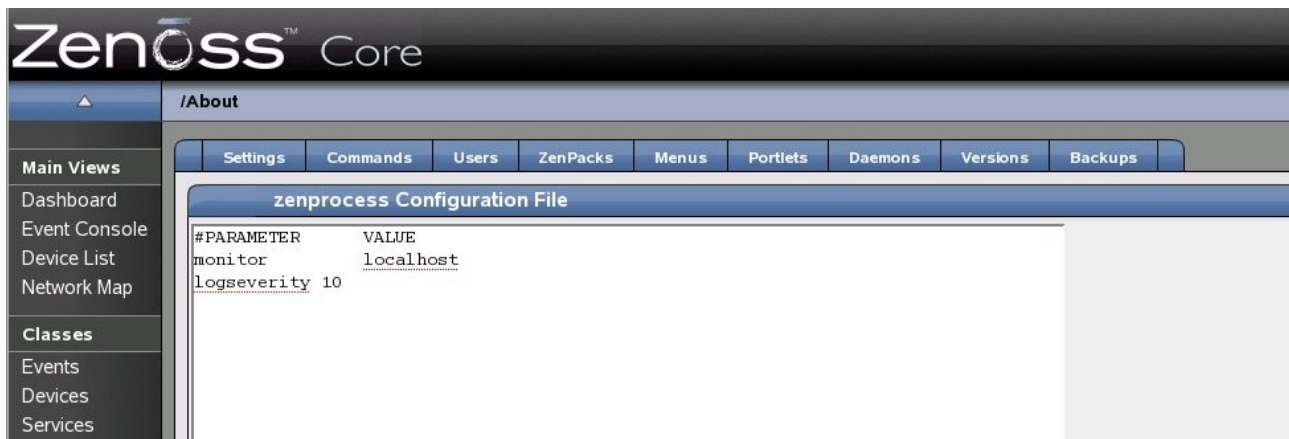 Zenoss™ Core
/About
Settings Commands Users ZenPacks Menus Portlets Daemons Versions Backups
Main Views
Dashboard
Event Console
Device List
Network Map
Classes
Events
Devices
Services
zenprocess Configuration File
#PARAMETER VALUE
monitor localhost
logseverity 10